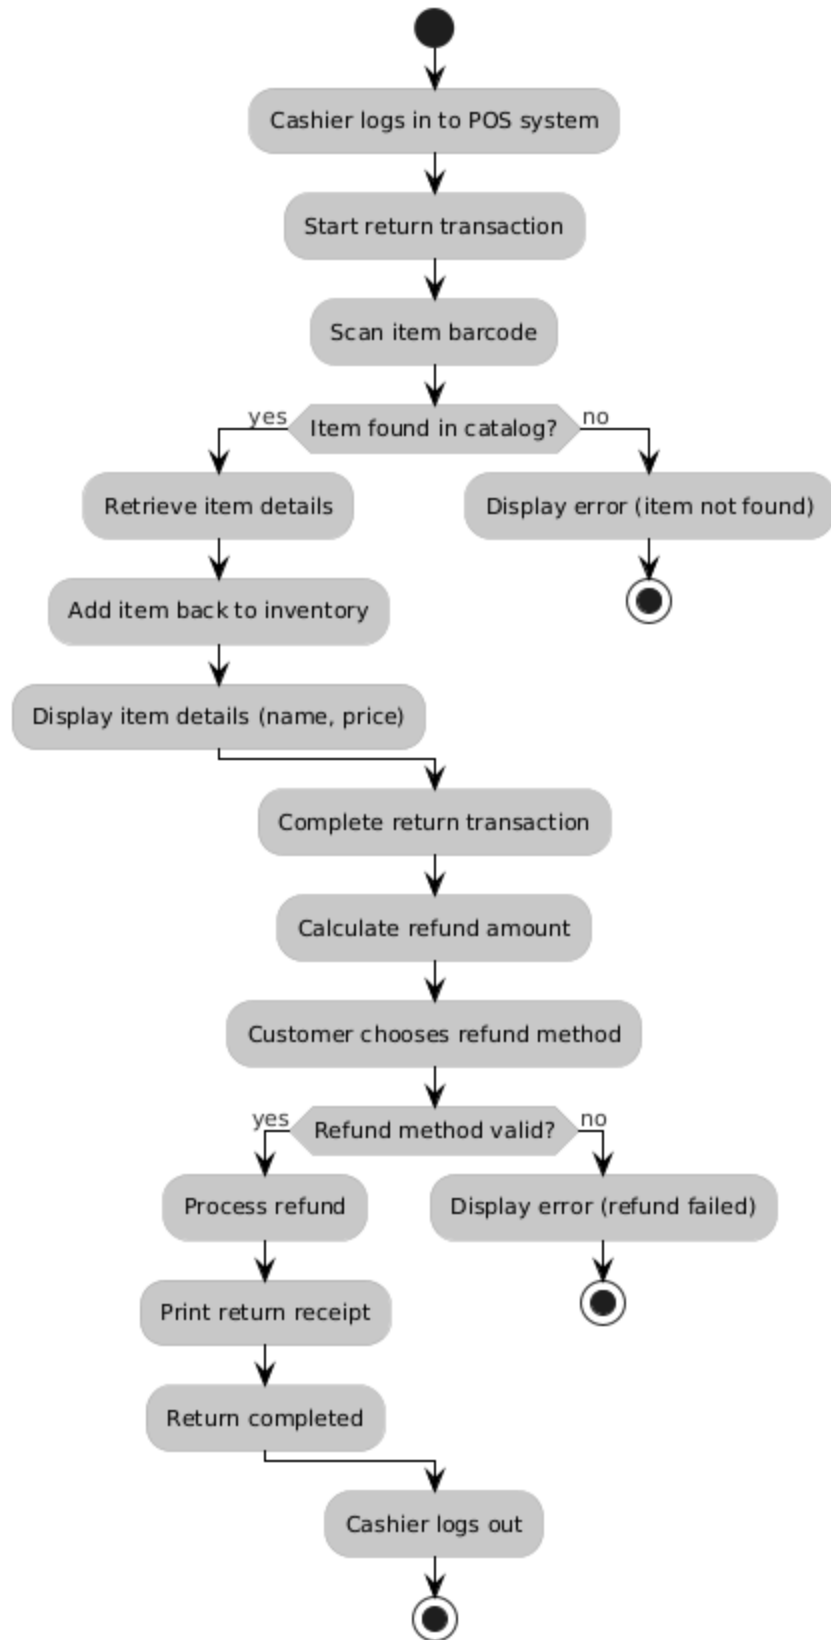 Cashier logs in to POS system
Start return transaction
Scan item barcode
yes
Item found in catalog?
no
Retrieve item details
Display error (item not found)
Add item back to inventory
Display item details (name, price)
Complete return transaction
Calculate refund amount
Customer chooses refund method
yes
Refund method valid?
no
Process refund
Display error (refund failed)
Print return receipt
Return completed
Cashier logs out